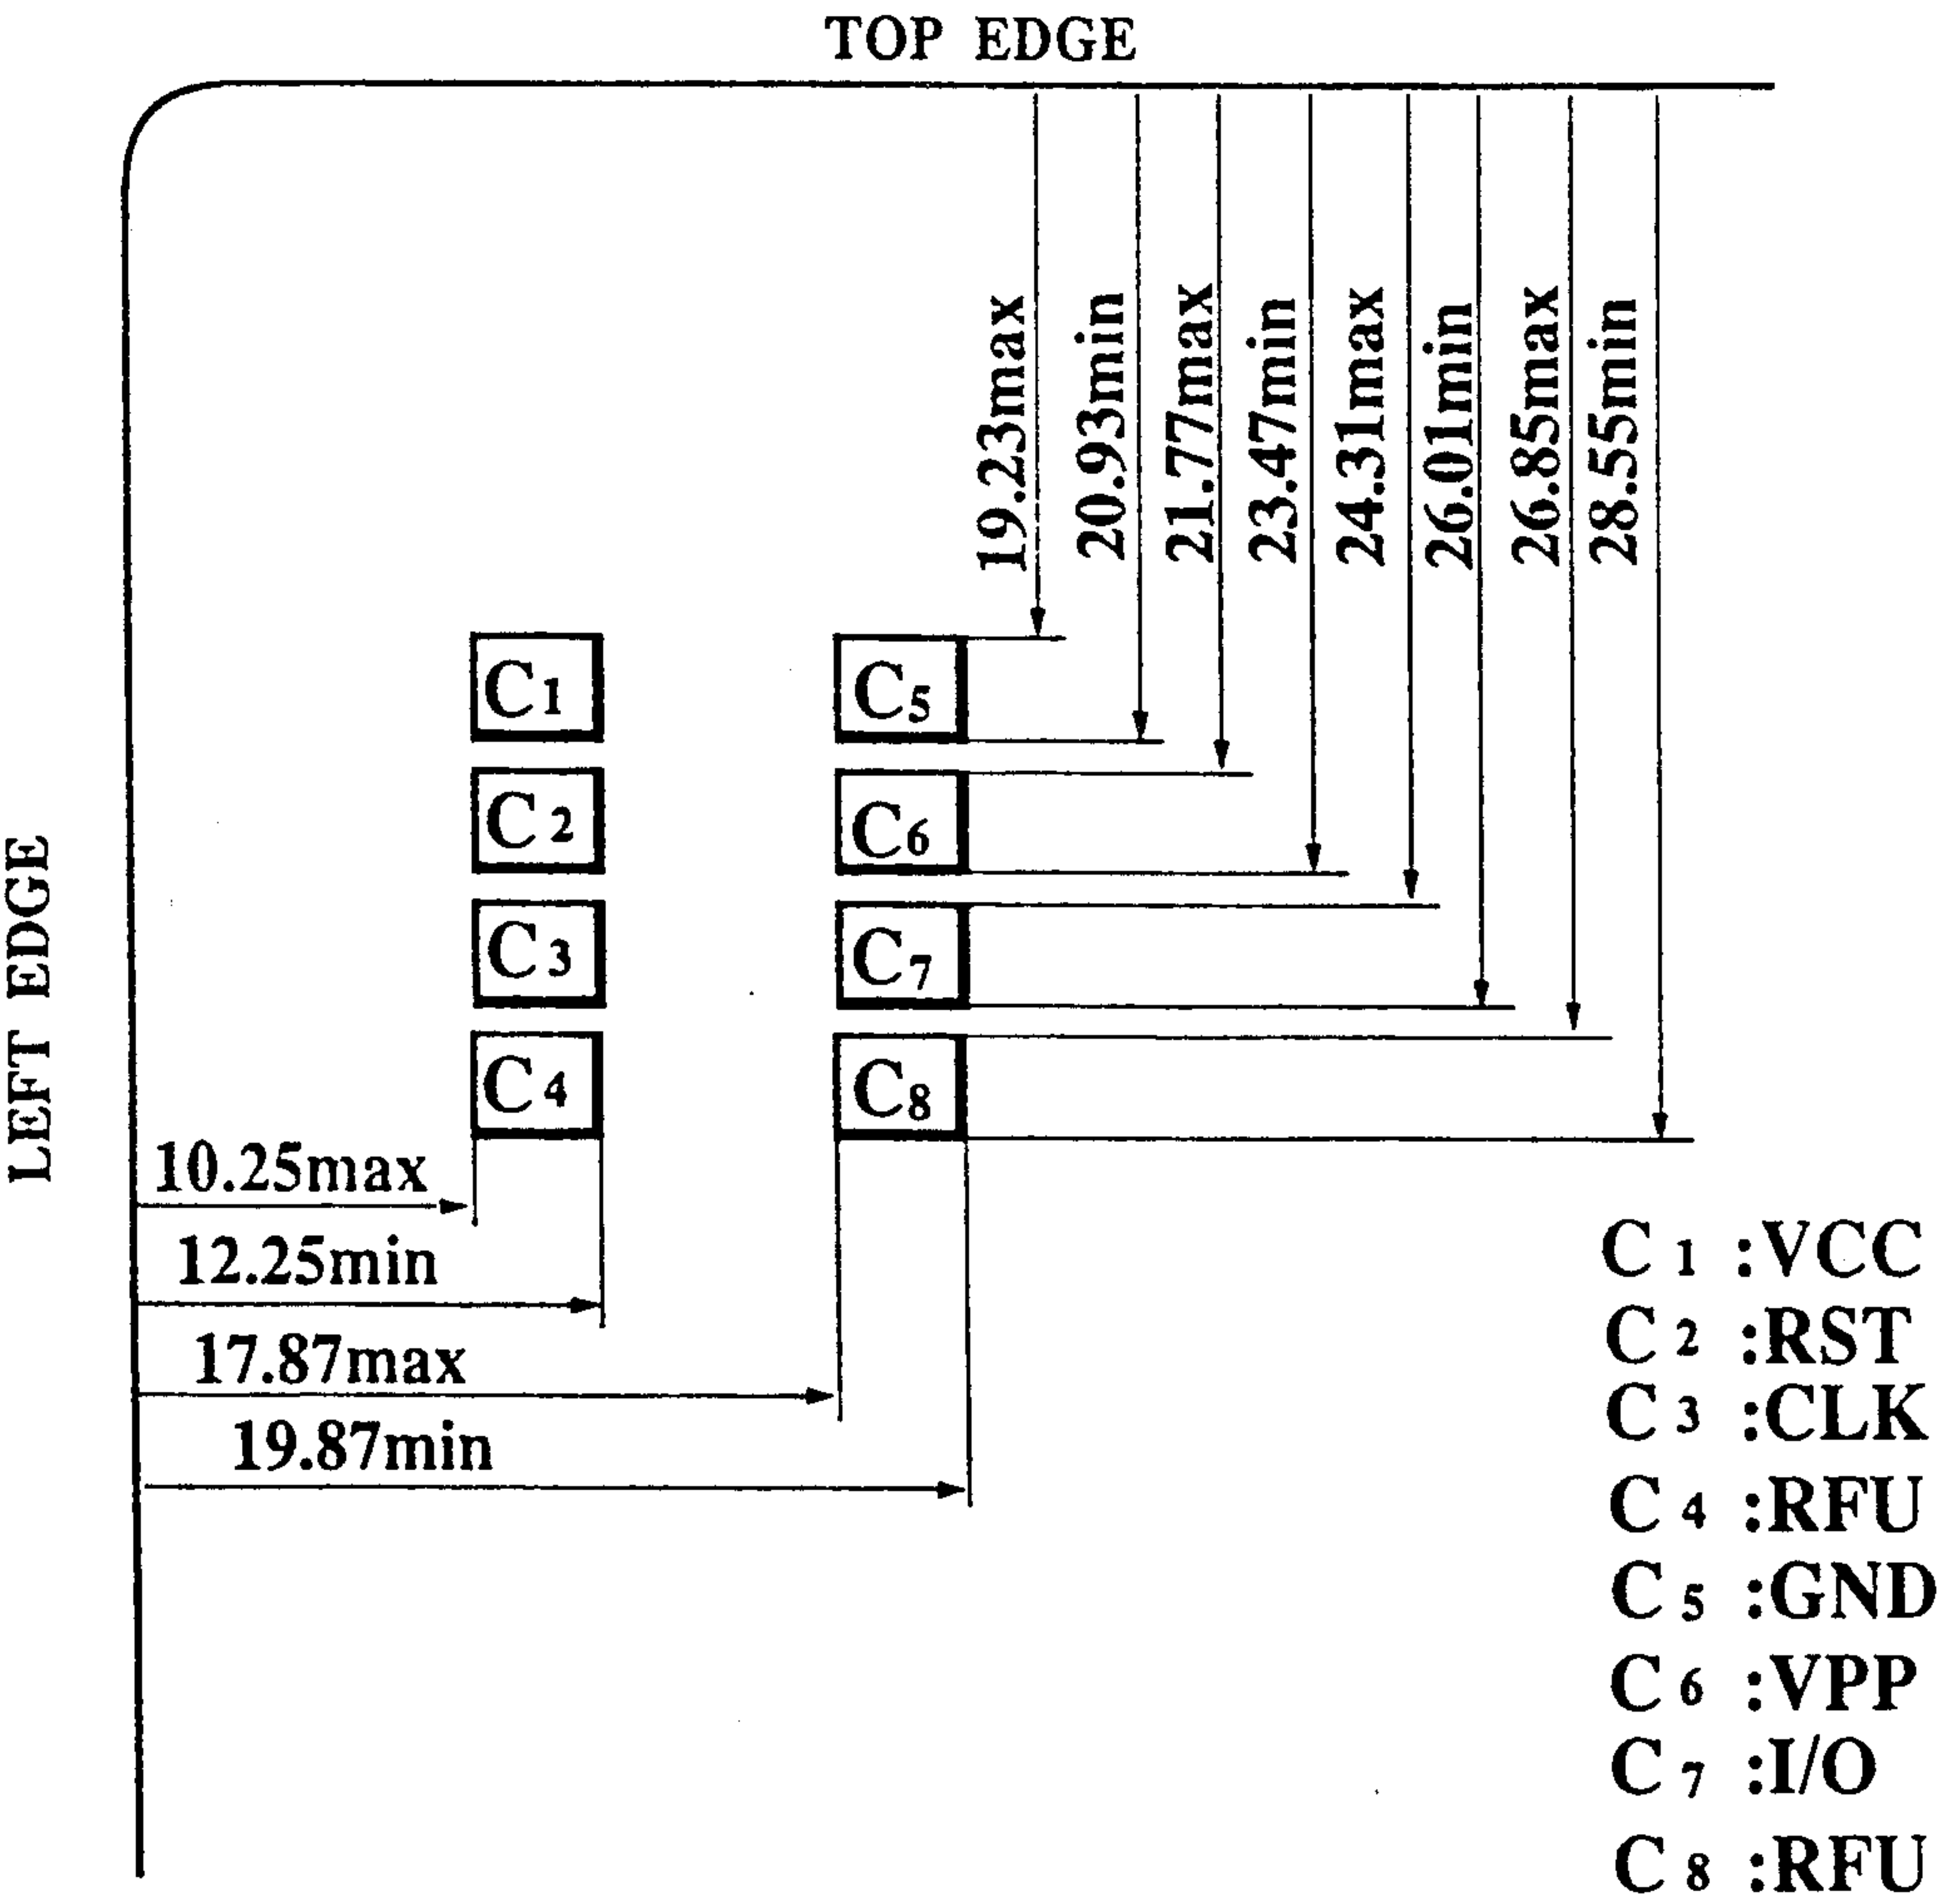 TOP EDGE
19.23max
20.93min
21.77max
23.47min
24.31max
26.01min
26.85max
28.55min
LEFT EDGE
C1 C5
C2 C6
C3 C7
C4 C8
10.25max
12.25min
17.87max
19.87min
C1 :VCC
C2 :RST
C3 :CLK
C4 :RFU
C5 :GND
C6 :VPP
C7 :I/O
C8 :RFU